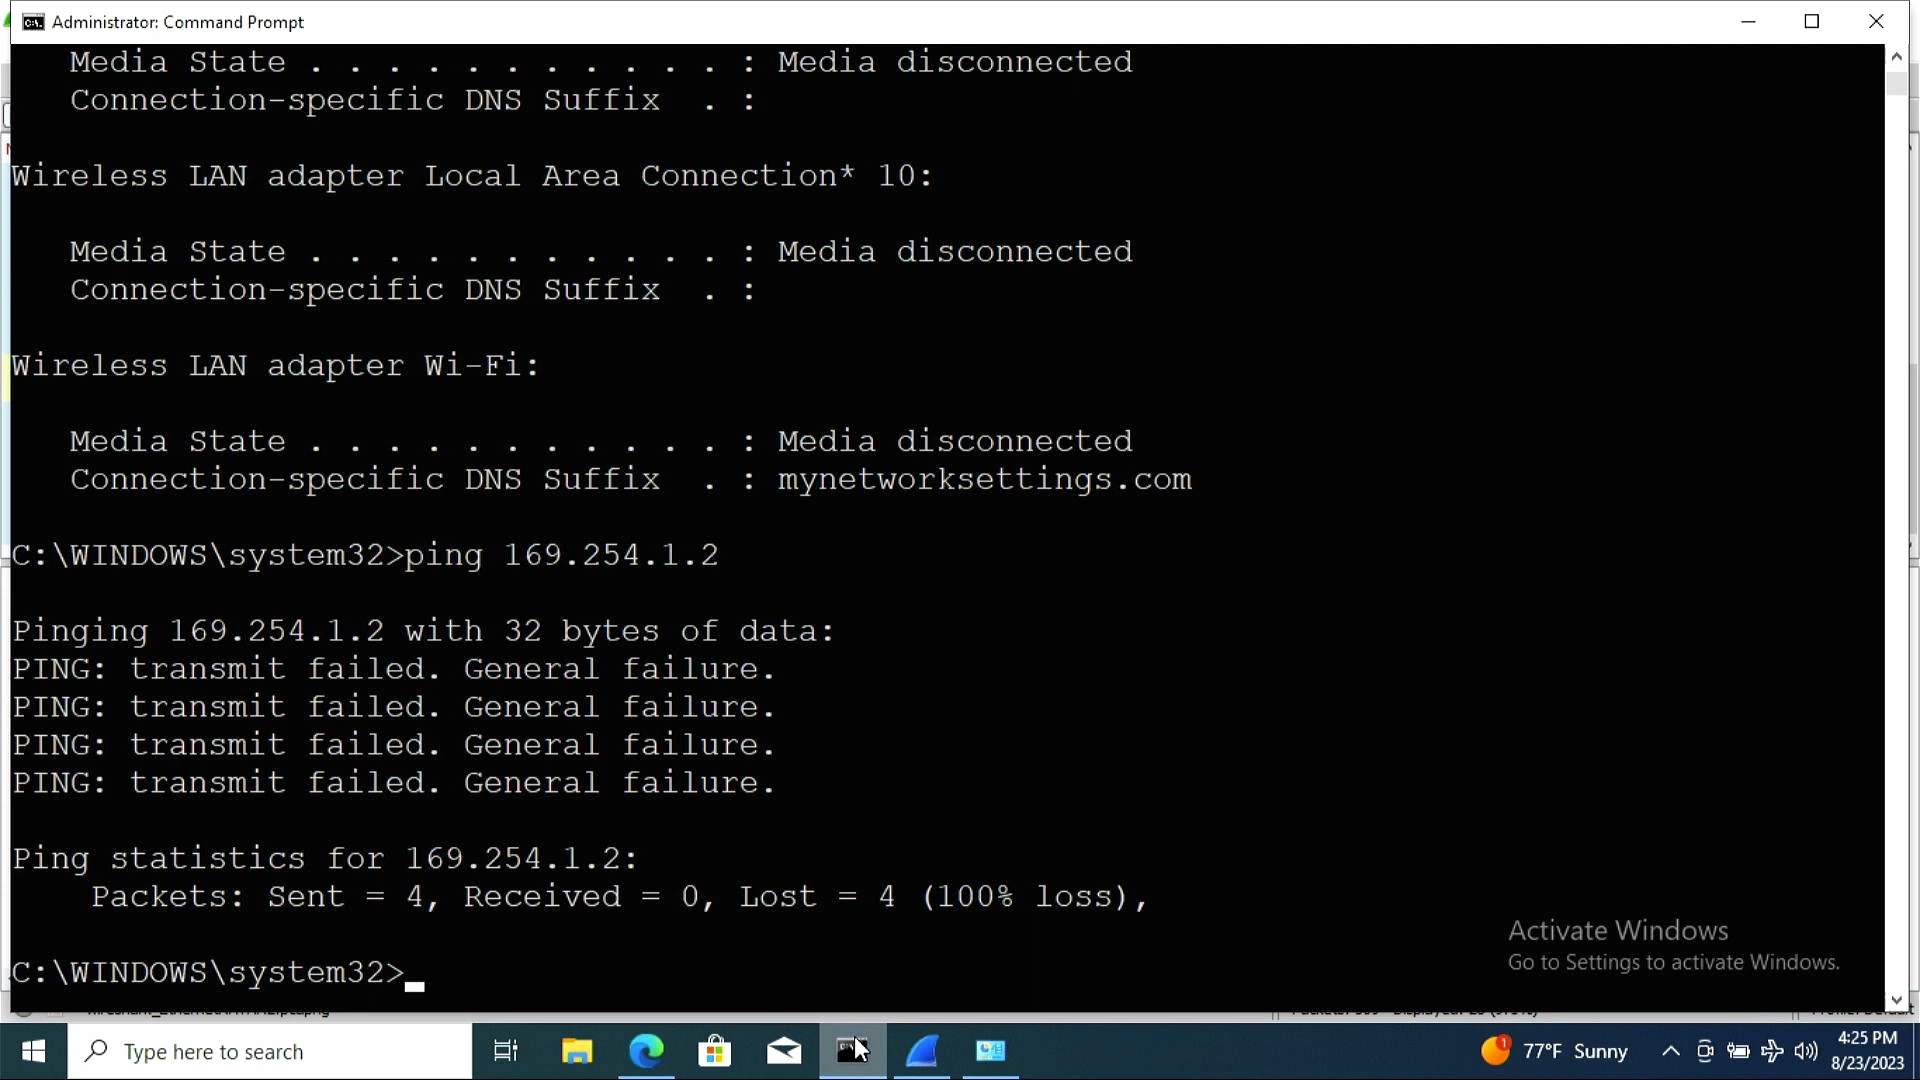 Administrator: Command Prompt
Media State . . . . . . . . . . . : Media disconnected
Connection-specific DNS Suffix . :
Wireless LAN adapter Local Area Connection* 10:
Media State . . . . . . . . . . . : Media disconnected
Connection-specific DNS Suffix . :
Wireless LAN adapter Wi-Fi:
Media State . . . . . . . . . . . : Media disconnected
Connection-specific DNS Suffix . : mynetworksettings.com
C:\WINDOWS\system32>ping 169.254.1.2
Pinging 169.254.1.2 with 32 bytes of data:
PING: transmit failed. General failure.
PING: transmit failed. General failure.
PING: transmit failed. General failure.
PING: transmit failed. General failure.
Ping statistics for 169.254.1.2:
Packets: Sent = 4, Received = 0, Lost = 4 (100% loss),
C:\WINDOWS\system32>
Activate Windows
Go to Settings to activate Windows.
Type here to search
1
77°F Sunny
4:25 PM
8/23/2023